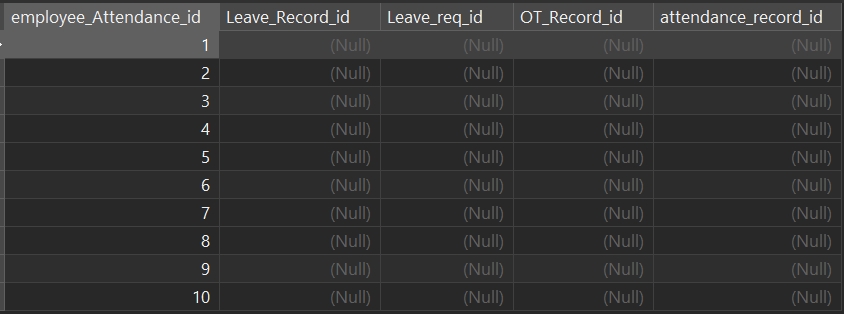 employee_Attendance_id Leave_Record_id Leave_req_id OT_Record_id attendance_record_id
1 (Null) (Null) (Null) (Null)
2 (Null) (Null) (Null) (Null)
3 (Null) (Null) (Null) (Null)
4 (Null) (Null) (Null) (Null)
5 (Null) (Null) (Null) (Null)
6 (Null) (Null) (Null) (Null)
7 (Null) (Null) (Null) (Null)
8 (Null) (Null) (Null) (Null)
9 (Null) (Null) (Null) (Null)
10 (Null) (Null) (Null) (Null)